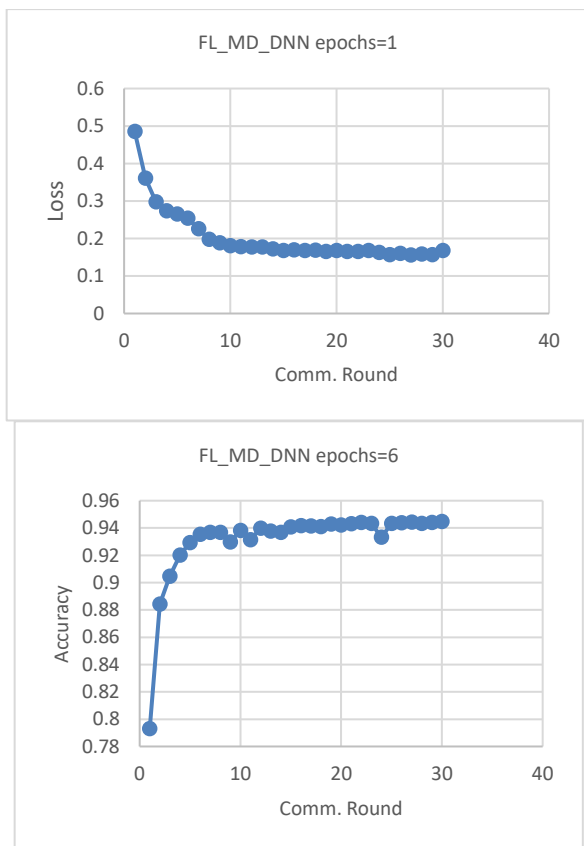 FL_MD_DNN epochs=1
0.6
0.5
0.4
0.3
0.2
0.1
0
Loss
0 10 20 30 40
Comm. Round
FL_MD_DNN epochs=6
0.96
0.94
0.92
0.9
0.88
0.86
0.84
0.82
0.8
0.78
Accuracy
0 10 20 30 40
Comm. Round